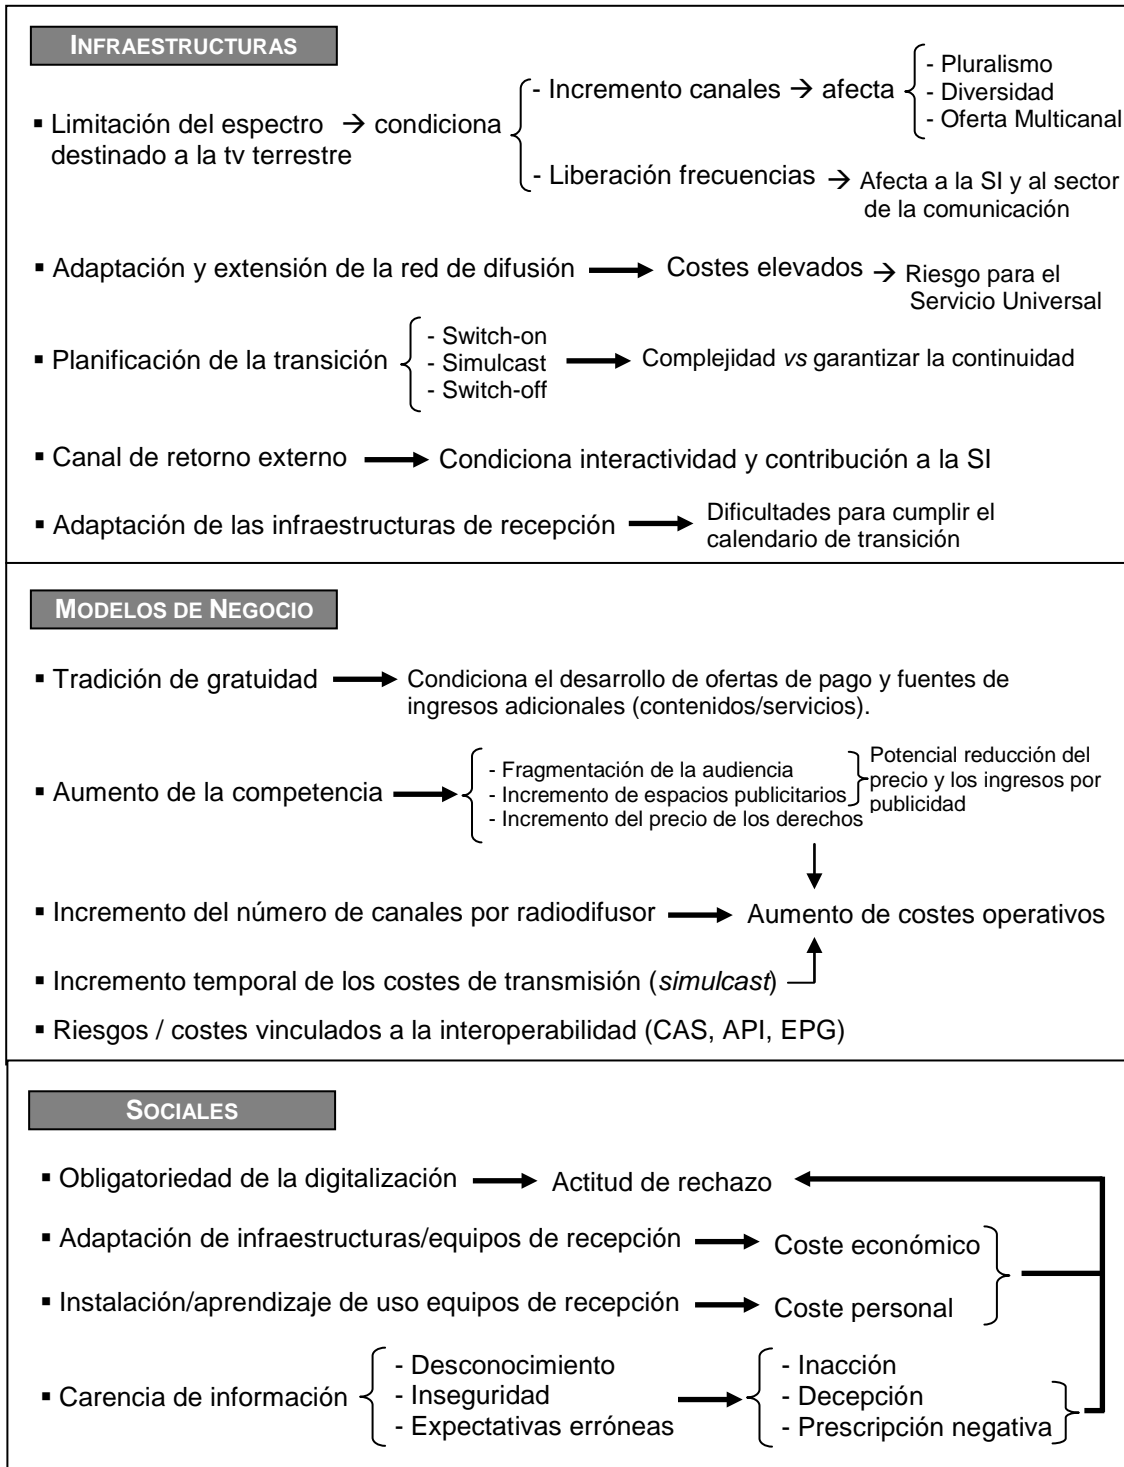 INFRAESTRUCTURAS
▪ Limitación del espectro → condiciona
destinado a la tv terrestre
- Incremento canales → afecta
- Pluralismo
- Diversidad
- Oferta Multicanal
- Liberación frecuencias → Afecta a la SI y al sector
de la comunicación
▪ Adaptación y extensión de la red de difusión → Costes elevados → Riesgo para el
Servicio Universal
▪ Planificación de la transición
- Switch-on
- Simulcast
- Switch-off
Complejidad vs garantizar la continuidad
▪ Canal de retorno externo → Condiciona interactividad y contribución a la SI
▪ Adaptación de las infraestructuras de recepción → Dificultades para cumplir el
calendario de transición
MODELOS DE NEGOCIO
▪ Tradición de gratuidad → Condiciona el desarrollo de ofertas de pago y fuentes de
ingresos adicionales (contenidos/servicios).
▪ Aumento de la competencia
- Fragmentación de la audiencia
- Incremento de espacios publicitarios
- Incremento del precio de los derechos
Potencial reducción del
precio y los ingresos por
publicidad
▪ Incremento del número de canales por radiodifusor → Aumento de costes operativos
▪ Incremento temporal de los costes de transmisión (simulcast)
▪ Riesgos / costes vinculados a la interoperabilidad (CAS, API, EPG)
SOCIALES
▪ Obligatoriedad de la digitalización → Actitud de rechazo
▪ Adaptación de infraestructuras/equipos de recepción → Coste económico
▪ Instalación/aprendizaje de uso equipos de recepción → Coste personal
▪ Carencia de información
- Desconocimiento
- Inseguridad
- Expectativas erróneas
- Inacción
- Decepción
- Prescripción negativa